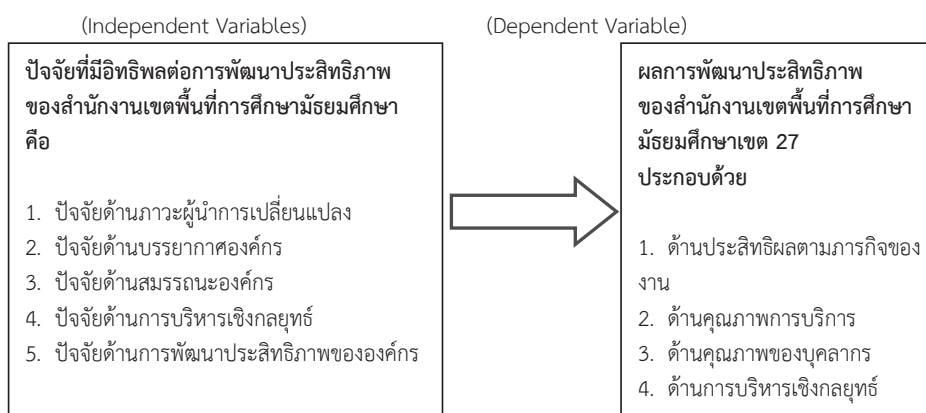 (Independent Variables) (Dependent Variable)
ปัจจัยที่มีอิทธิพลต่อการพัฒนาประสิทธิภาพ
ของสำนักงานเขตพื้นที่การศึกษามัธยมศึกษา
คือ
1. ปัจจัยด้านภาวะผู้นำการเปลี่ยนแปลง
2. ปัจจัยด้านบรรยากาศองค์กร
3. ปัจจัยด้านสมรรถนะองค์กร
4. ปัจจัยด้านการบริหารเชิงกลยุทธ์
5. ปัจจัยด้านการพัฒนาประสิทธิภาพขององค์กร
ผลการพัฒนาประสิทธิภาพ
ของสำนักงานเขตพื้นที่การศึกษา
มัธยมศึกษาเขต 27
ประกอบด้วย
1. ด้านประสิทธิผลตามภารกิจของ
งาน
2. ด้านคุณภาพการบริการ
3. ด้านคุณภาพของบุคลากร
4. ด้านการบริหารเชิงกลยุทธ์